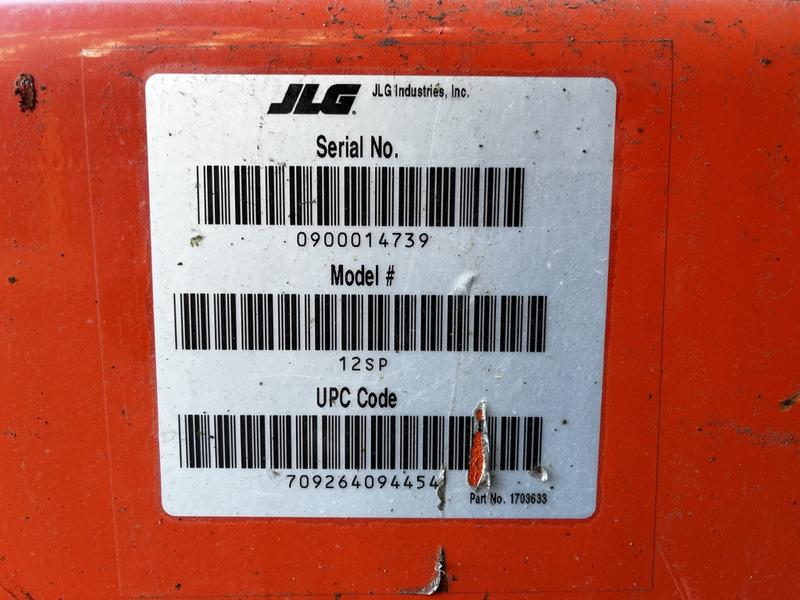 JLG JLG Industries, Inc.
Serial No.
0900014739
Model #
12SP
UPC Code
709264094454
Part No. 1703633